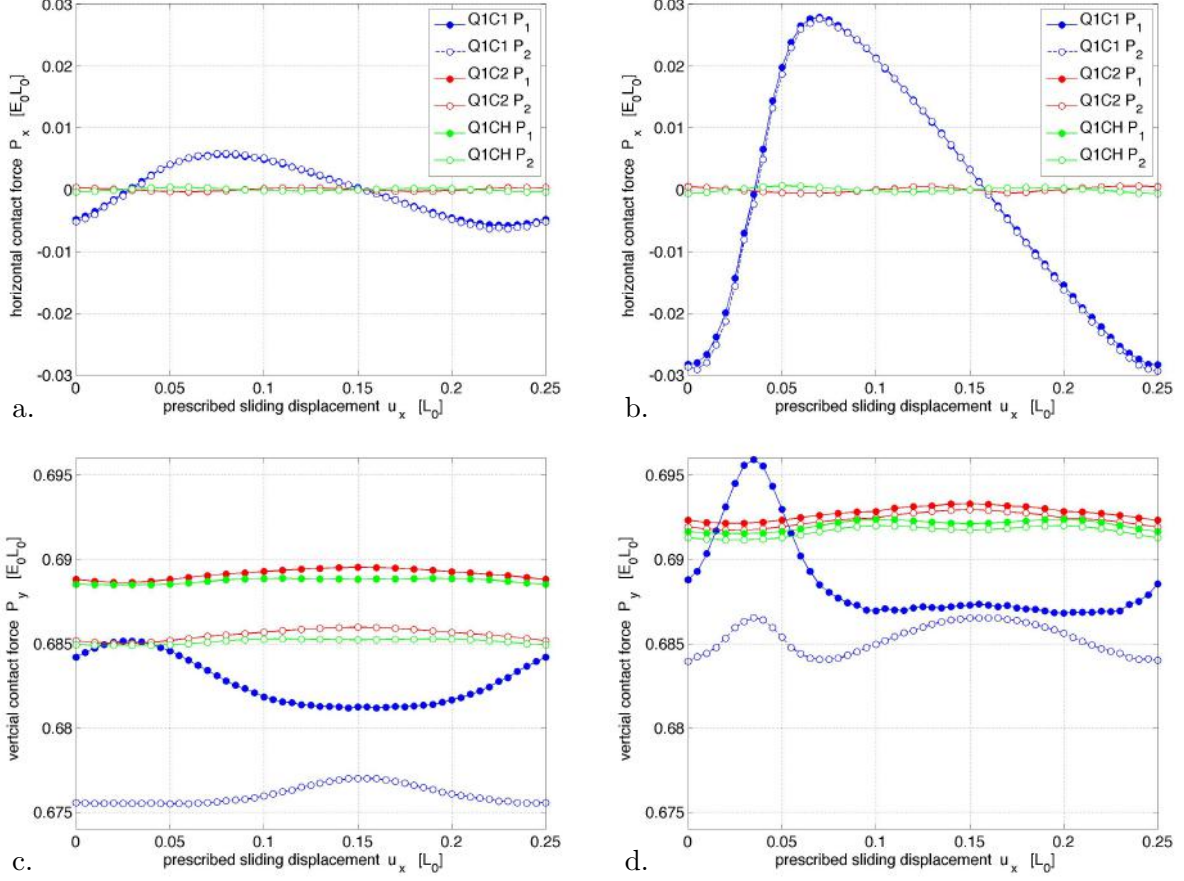 0.03
0.02
0.01
0
-0.01
-0.02
-0.03
horizontal contact force P_x [E_0L_0]
Q1C1 P_1
Q1C1 P_2
Q1C2 P_1
Q1C2 P_2
Q1CH P_1
Q1CH P_2
0 0.05 0.1 0.15 0.2 0.25
prescribed sliding displacement u_x [L_0]
a.
0.03
0.02
0.01
0
-0.01
-0.02
-0.03
horizontal contact force P_x [E_0L_0]
Q1C1 P_1
Q1C1 P_2
Q1C2 P_1
Q1C2 P_2
Q1CH P_1
Q1CH P_2
0 0.05 0.1 0.15 0.2 0.25
prescribed sliding displacement u_x [L_0]
b.
0.695
0.69
0.685
0.68
0.675
vertcial contact force P_y [E_0L_0]
0 0.05 0.1 0.15 0.2 0.25
prescribed sliding displacement u_x [L_0]
c.
0.695
0.69
0.685
0.68
0.675
vertcial contact force P_y [E_0L_0]
0 0.05 0.1 0.15 0.2 0.25
prescribed sliding displacement u_x [L_0]
d.